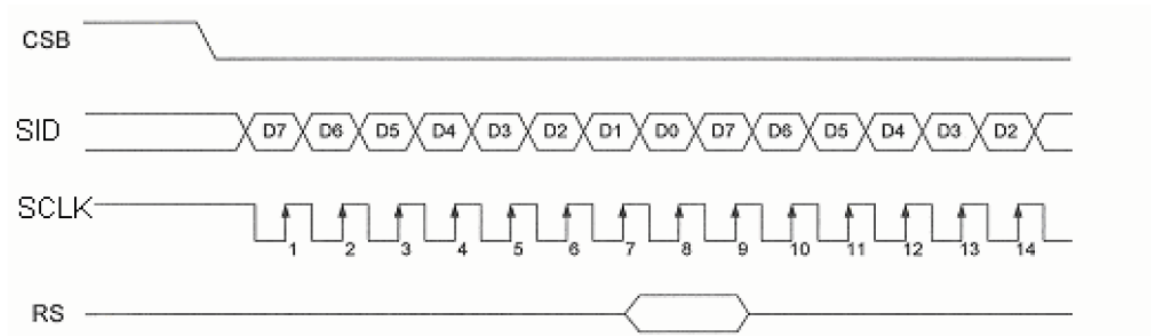 CSB
SID D7 D6 D5 D4 D3 D2 D1 D0 D7 D6 D5 D4 D3 D2
SCLK
1 2 3 4 5 6 7 8 9 10 11 12 13 14
RS